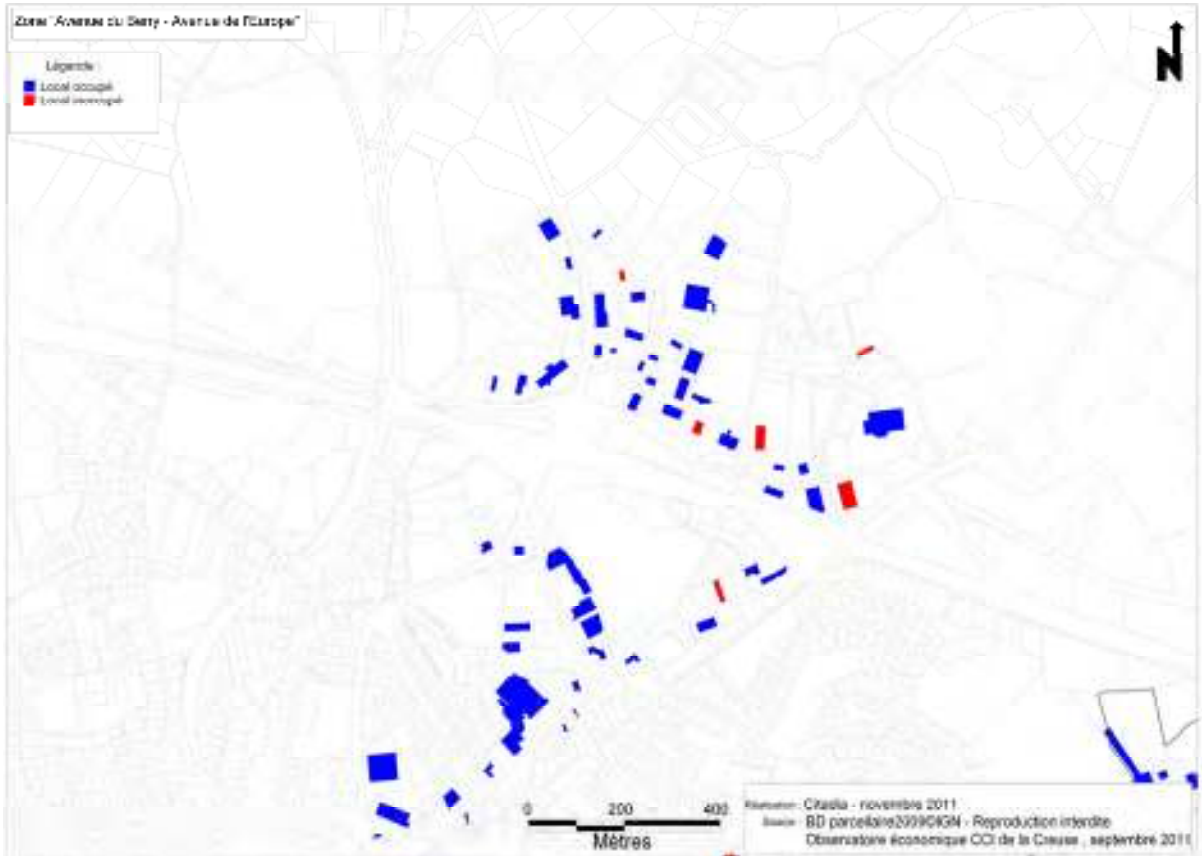 Zone "Avenue du Berry - Avenue de l'Europe"
N
Légende :
Local occupé
Local inoccupé
0 200 400
Mètres
Réalisation : Citadia - novembre 2011
Source : BD parcellaire2009©IGN - Reproduction interdite
Observatoire économique CCI de la Creuse , septembre 2011